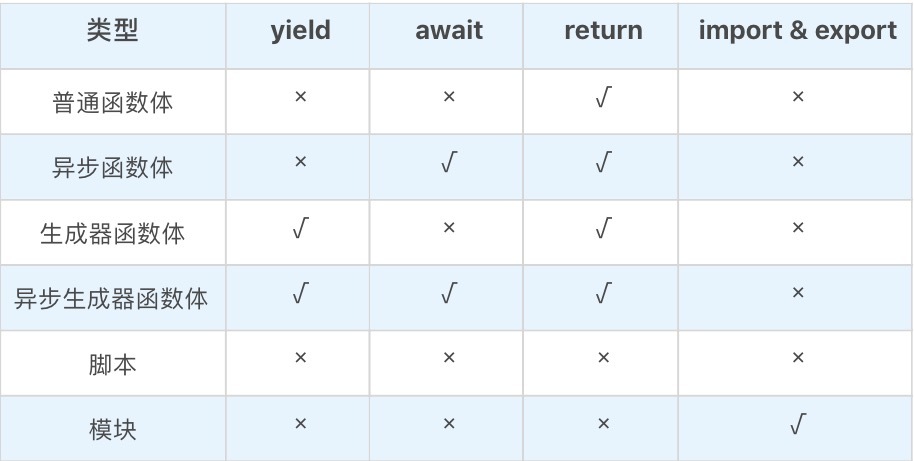 类型 yield await return import & export
普通函数体 × × √ ×
异步函数体 × √ √ ×
生成器函数体 √ × √ ×
异步生成器函数体 √ √ √ ×
脚本 × × × ×
模块 × × × √